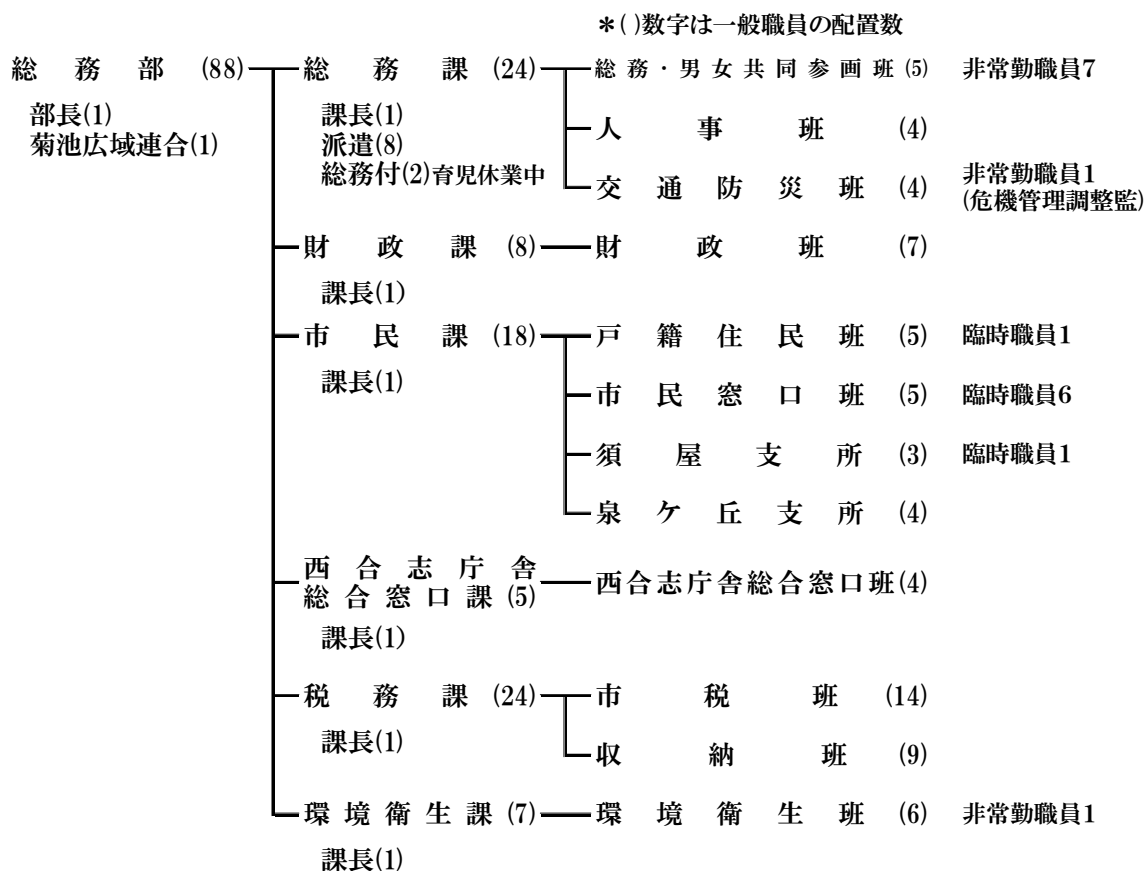 ＊( )数字は一般職員の配置数
総務部 (88) 総務課 (24) 総務・男女共同参画班 (5) 非常勤職員7
部長(1)
菊池広域連合(1)
課長(1)
派遣(8)
総務付(2)育児休業中
人事班 (4)
交通防災班 (4) 非常勤職員1
(危機管理調整監)
財政課 (8) 財政班 (7)
課長(1)
市民課 (18) 戸籍住民班 (5) 臨時職員1
課長(1)
市民窓口班 (5) 臨時職員6
須屋支所 (3) 臨時職員1
泉ケ丘支所 (4)
西合志庁舎
総合窓口課 (5) 西合志庁舎総合窓口班(4)
課長(1)
税務課 (24) 市税班 (14)
課長(1)
収納班 (9)
環境衛生課 (7) 環境衛生班 (6) 非常勤職員1
課長(1)